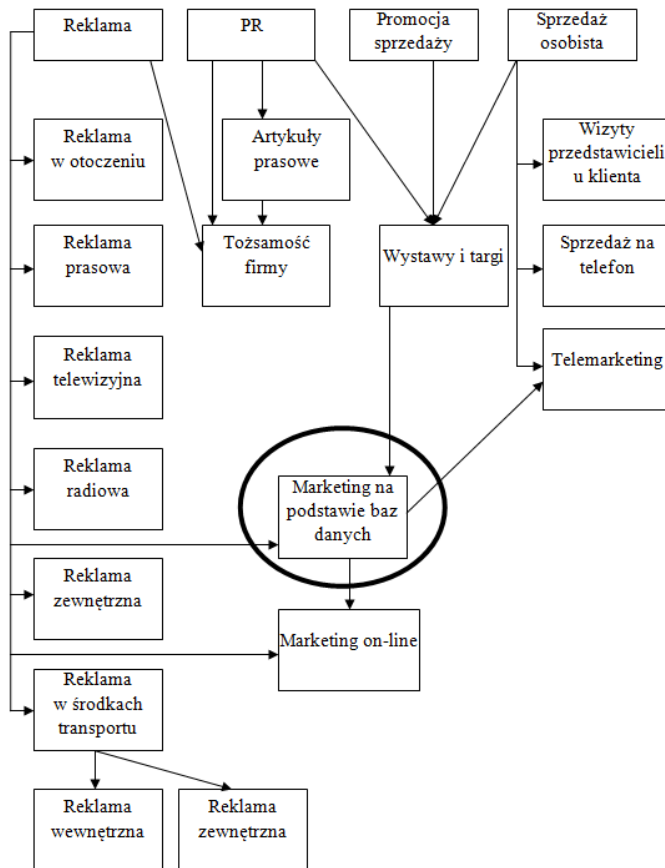 Reklama
PR
Promocja
sprzedaży
Sprzedaż
osobista
Reklama
w otoczeniu
Artykuły
prasowe
Wizyty
przedstawicieli
u klienta
Reklama
prasowa
Tożsamość
firmy
Wystawy i targi
Sprzedaż na
telefon
Reklama
telewizyjna
Telemarketing
Reklama
radiowa
Marketing na
podstawie baz
danych
Reklama
zewnętrzna
Marketing on-line
Reklama
w środkach
transportu
Reklama
wewnętrzna
Reklama
zewnętrzna